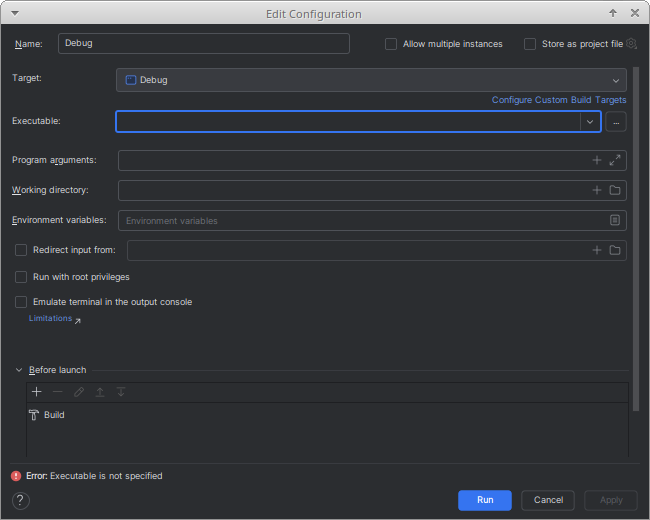 Edit Configuration
Name: Debug Allow multiple instances Store as project file
Target: Debug
Configure Custom Build Targets
Executable: ...
Program arguments:
Working directory:
Environment variables: Environment variables
Redirect input from:
Run with root privileges
Emulate terminal in the output console
Limitations
Before launch
Build
Error: Executable is not specified
? Run Cancel Apply